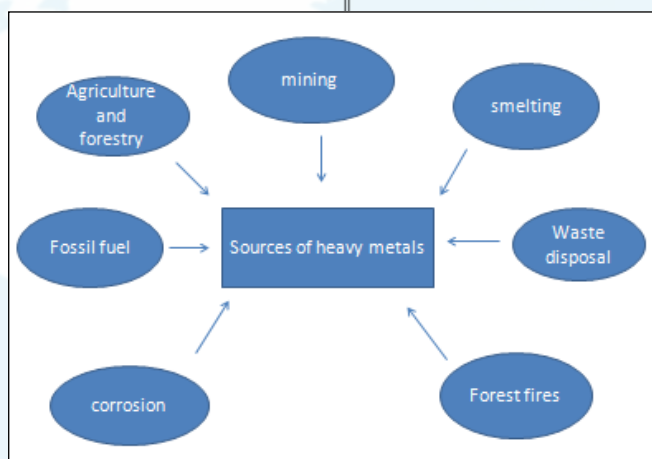 mining
Agriculture
and
forestry
smelting
Fossil fuel
Sources of heavy metals
Waste
disposal
corrosion
Forest fires